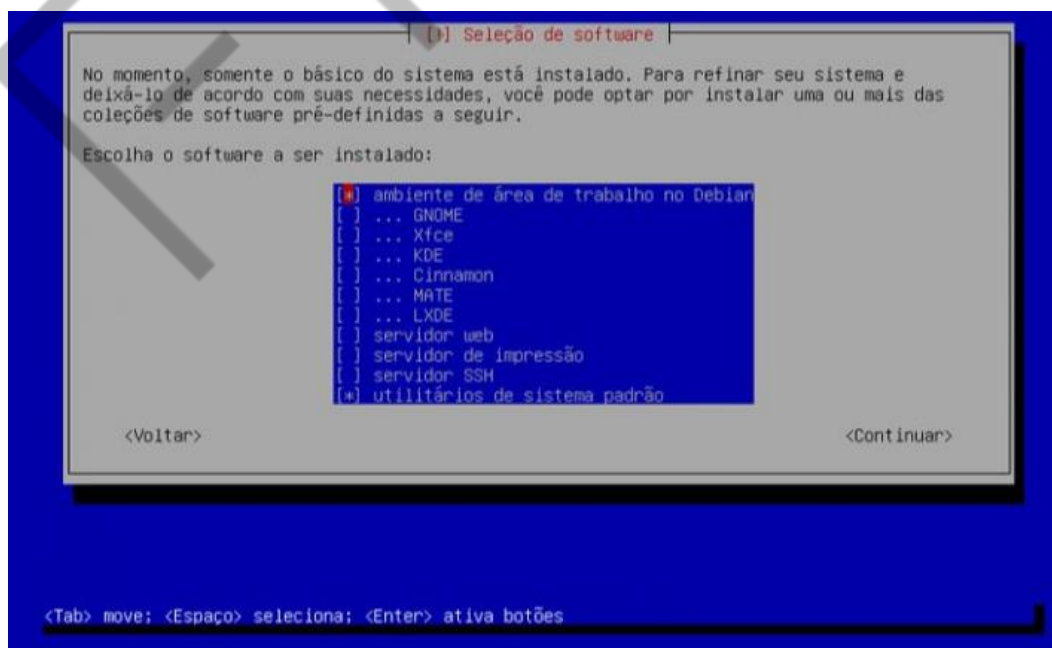 [!] Seleção de software
No momento, somente o básico do sistema está instalado. Para refinar seu sistema e
deixá-lo de acordo com suas necessidades, você pode optar por instalar uma ou mais das
coleções de software pré-definidas a seguir.
Escolha o software a ser instalado:
[*] ambiente de área de trabalho no Debian
[ ] ... GNOME
[ ] ... Xfce
[ ] ... KDE
[ ] ... Cinnamon
[ ] ... MATE
[ ] ... LXDE
[ ] servidor web
[ ] servidor de impressão
[ ] servidor SSH
[*] utilitários de sistema padrão
<Voltar> <Continuar>
<Tab> move; <Espaço> seleciona; <Enter> ativa botões